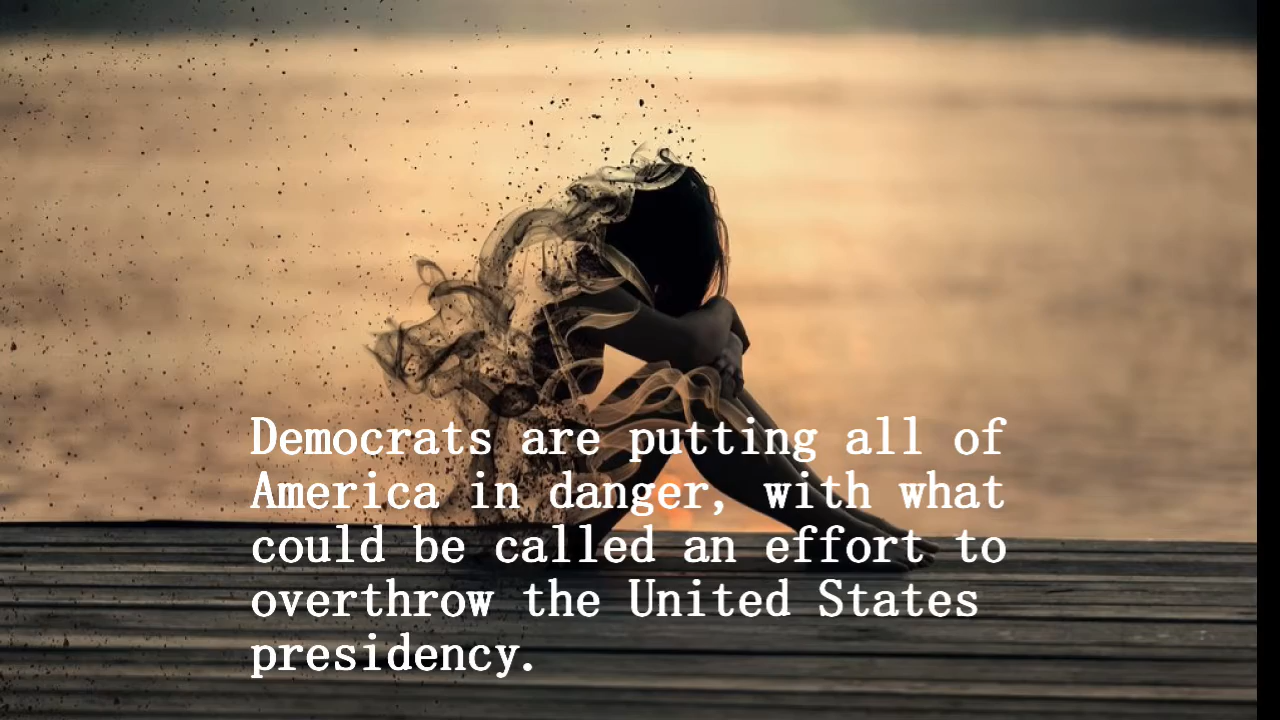 Democrats are putting all of
America in danger, with what
could be called an effort to
overthrow the United States
presidency.